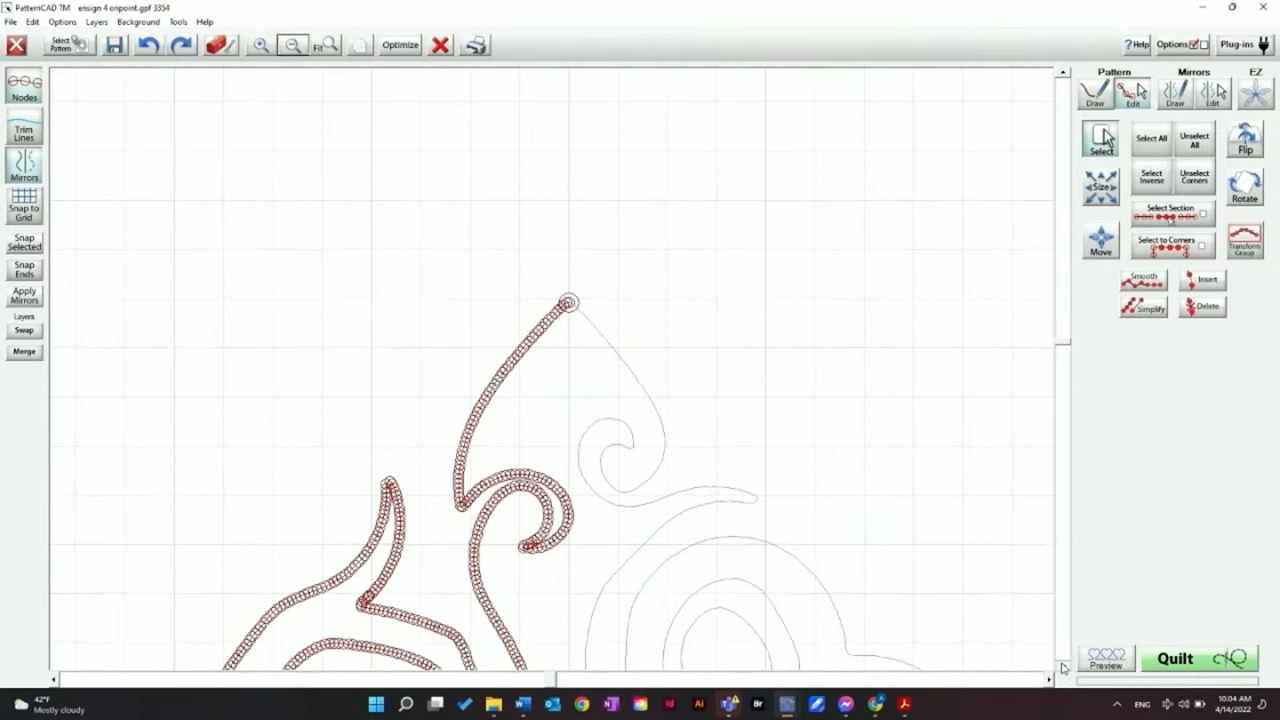 PatternCAD TM ensign 4 onpoint.gpf 3354
File Edit Options Layers Background Tools Help
Select
Pattern
Fit
Optimize
?Help
Options
Plug-ins
Nodes
Trim
Lines
Mirrors
Snap to
Grid
Snap
Selected
Snap
Ends
Apply
Mirrors
Layers
Swap
Merge
Pattern Mirrors EZ
Draw Edit Draw Edit
Select
Select All
Unselect
All
Flip
Size
Select
Inverse
Unselect
Corners
Rotate
Select Section
Move
Select to Corners
Transform
Group
Smooth
Insert
Simplify
Delete
Preview
Quilt
42°F
Mostly cloudy
ENG
10:04 AM
4/14/2022